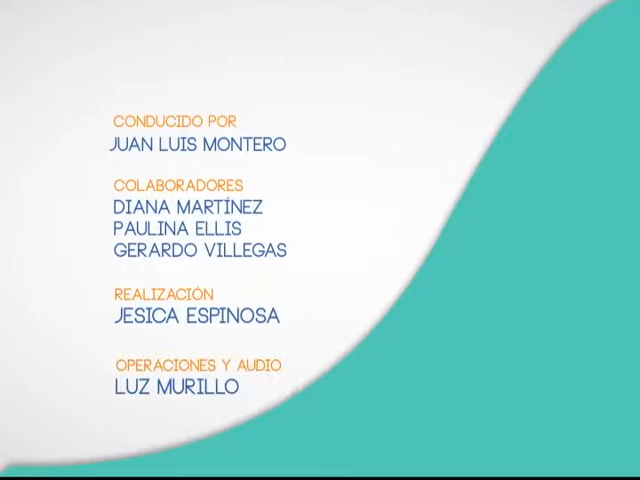 CONDUCIDO POR
JUAN LUIS MONTERO
COLABORADORES
DIANA MARTÍNEZ
PAULINA ELLIS
GERARDO VILLEGAS
REALIZACIÓN
JESICA ESPINOSA
OPERACIONES Y AUDIO
LUZ MURILLO